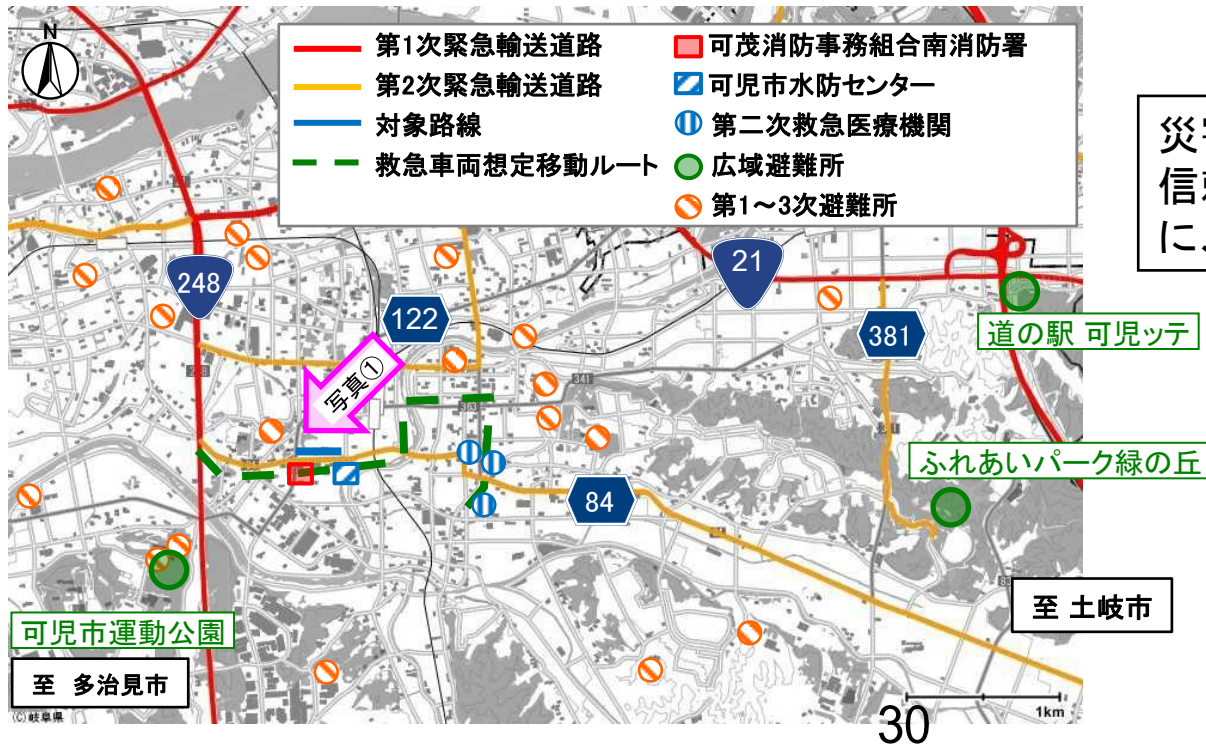 N
第1次緊急輸送道路
第2次緊急輸送道路
対象路線
救急車両想定移動ルート
可茂消防事務組合南消防署
可児市水防センター
第二次救急医療機関
広域避難所
第1～3次避難所
248
122
21
381
道の駅 可児ッテ
写真①
341
363
ふれあいパーク緑の丘
84
至 土岐市
可児市運動公園
至 多治見市
(C)岐阜県
1km
30
信
に、